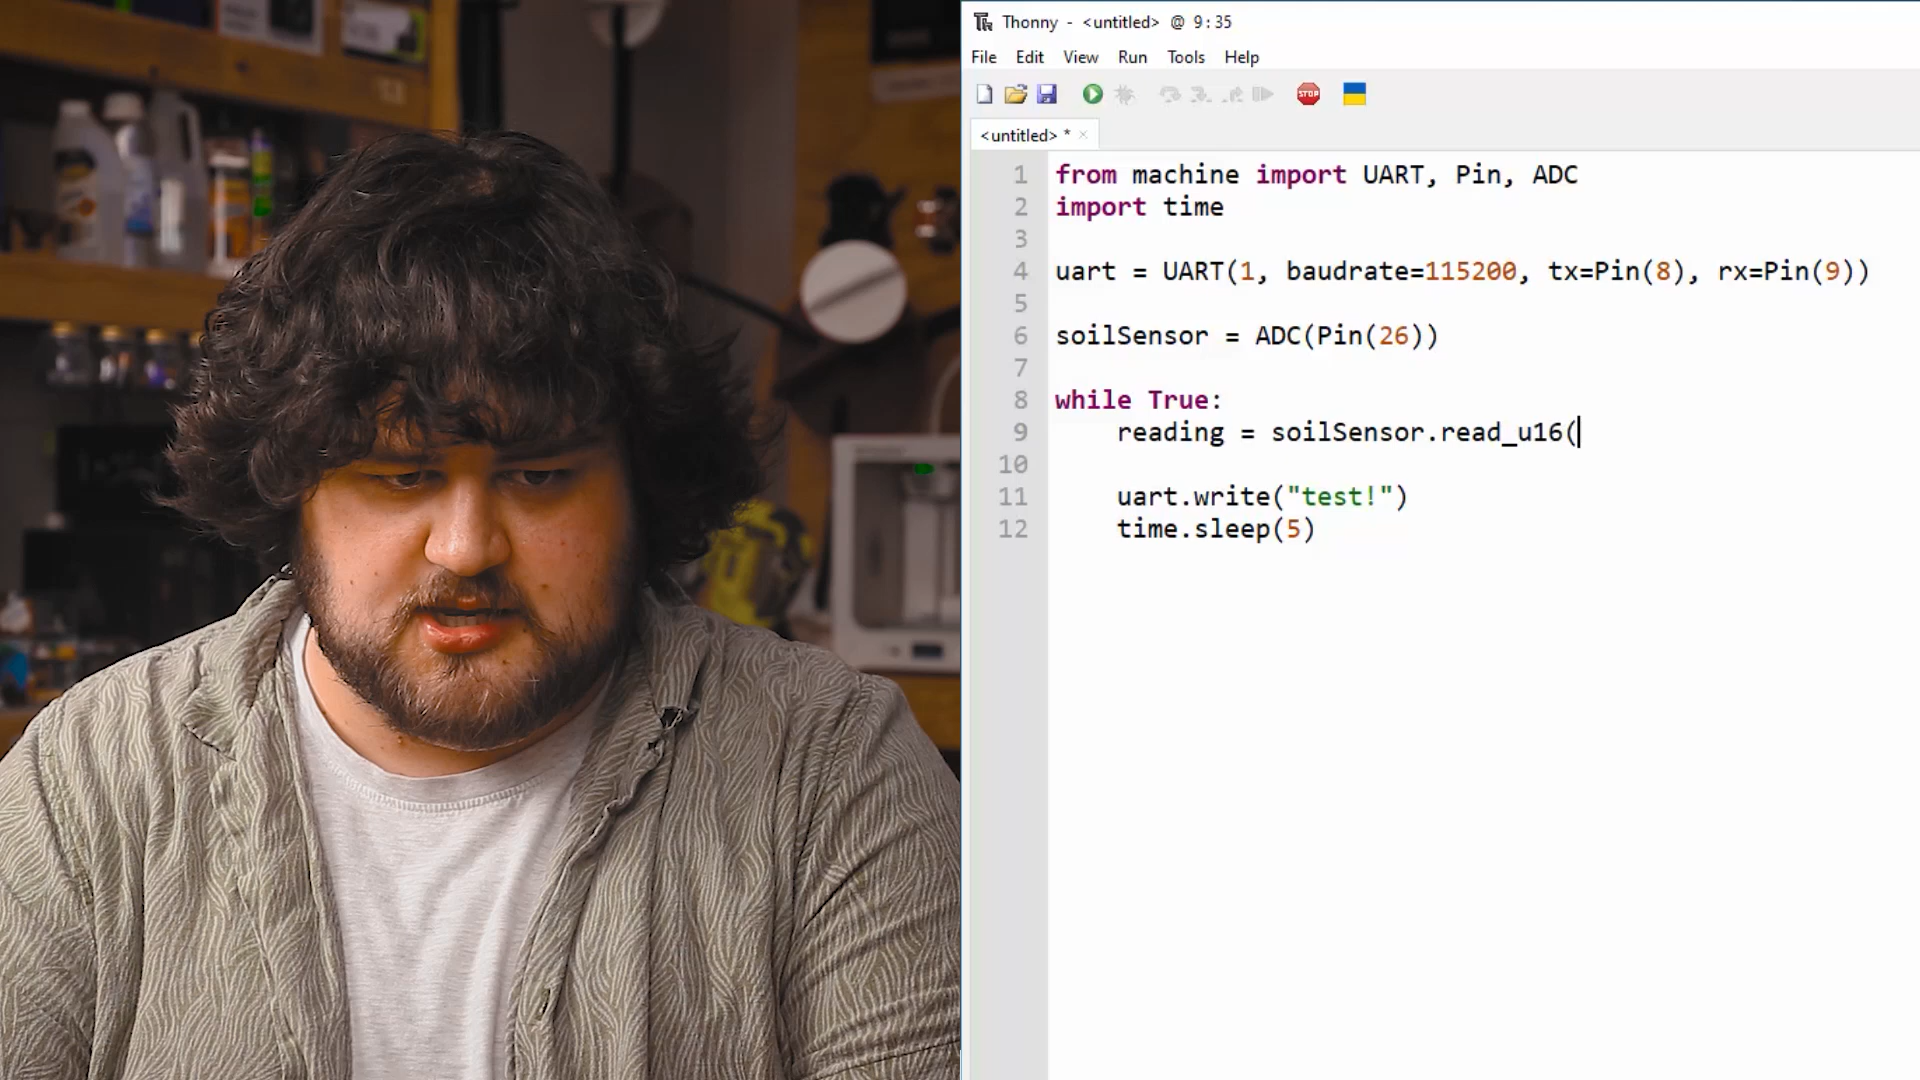 Thonny - <untitled> @ 9:35
File Edit View Run Tools Help
STOP
<untitled> * ×
1 from machine import UART, Pin, ADC
2 import time
3
4 uart = UART(1, baudrate=115200, tx=Pin(8), rx=Pin(9))
5
6 soilSensor = ADC(Pin(26))
7
8 while True:
9     reading = soilSensor.read_u16(
10
11     uart.write("test!")
12     time.sleep(5)